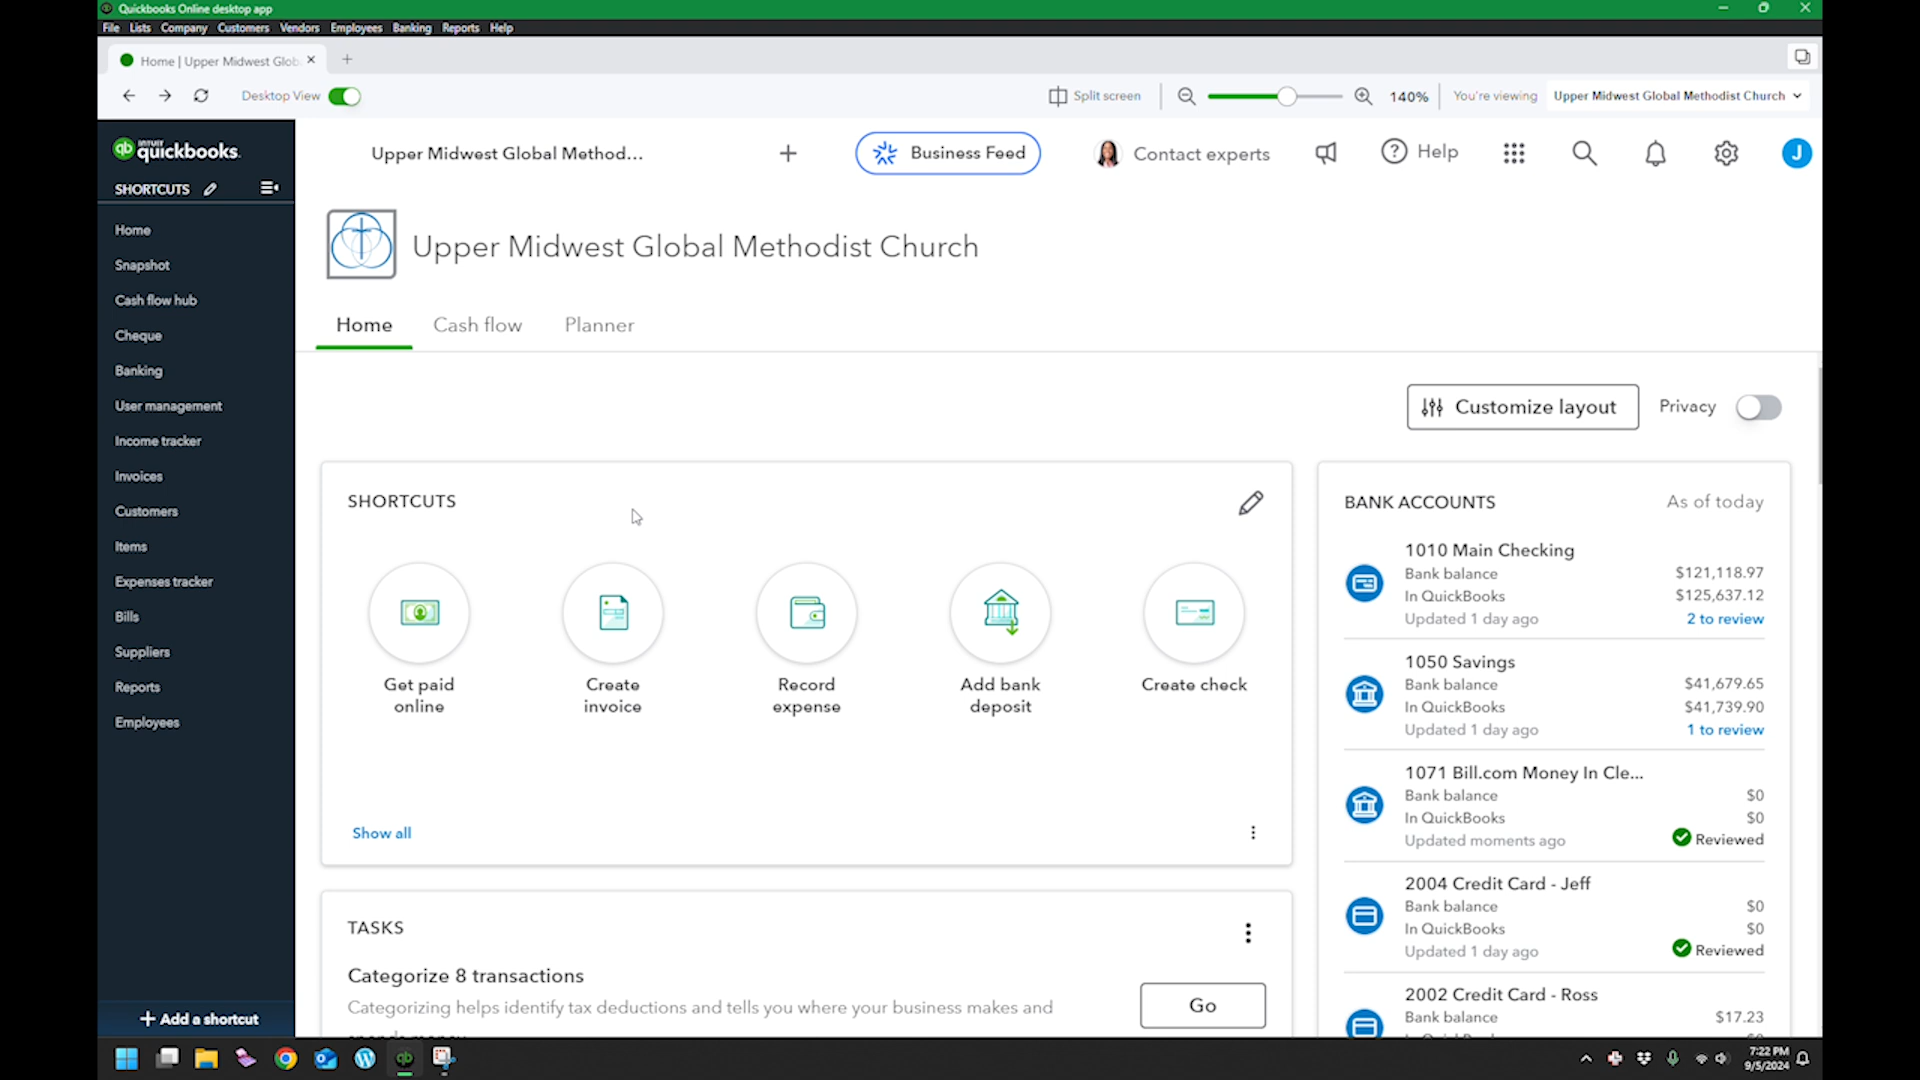 Quickbooks Online desktop app
File Lists Company Customers Vendors Employees Banking Reports Help
Home | Upper Midwest Glob
Desktop View
Split screen
140%
You're viewing
Upper Midwest Global Methodist Church
INTUIT
quickbooks.
SHORTCUTS
Home
Snapshot
Cash flow hub
Cheque
Banking
User management
Income tracker
Invoices
Customers
Items
Expenses tracker
Bills
Suppliers
Reports
Employees
+ Add a shortcut
Upper Midwest Global Method...
Business Feed
Contact experts
Help
J
Upper Midwest Global Methodist Church
Home
Cash flow
Planner
Customize layout
Privacy
SHORTCUTS
Get paid
online
Create
invoice
Record
expense
Add bank
deposit
Create check
Show all
TASKS
Categorize 8 transactions
Categorizing helps identify tax deductions and tells you where your business makes and
Go
BANK ACCOUNTS
As of today
1010 Main Checking
Bank balance $121,118.97
In QuickBooks $125,637.12
Updated 1 day ago 2 to review
1050 Savings
Bank balance $41,679.65
In QuickBooks $41,739.90
Updated 1 day ago 1 to review
1071 Bill.com Money In Cle...
Bank balance $0
In QuickBooks $0
Updated moments ago Reviewed
2004 Credit Card - Jeff
Bank balance $0
In QuickBooks $0
Updated 1 day ago Reviewed
2002 Credit Card - Ross
Bank balance $17.23
7:22 PM
9/5/2024